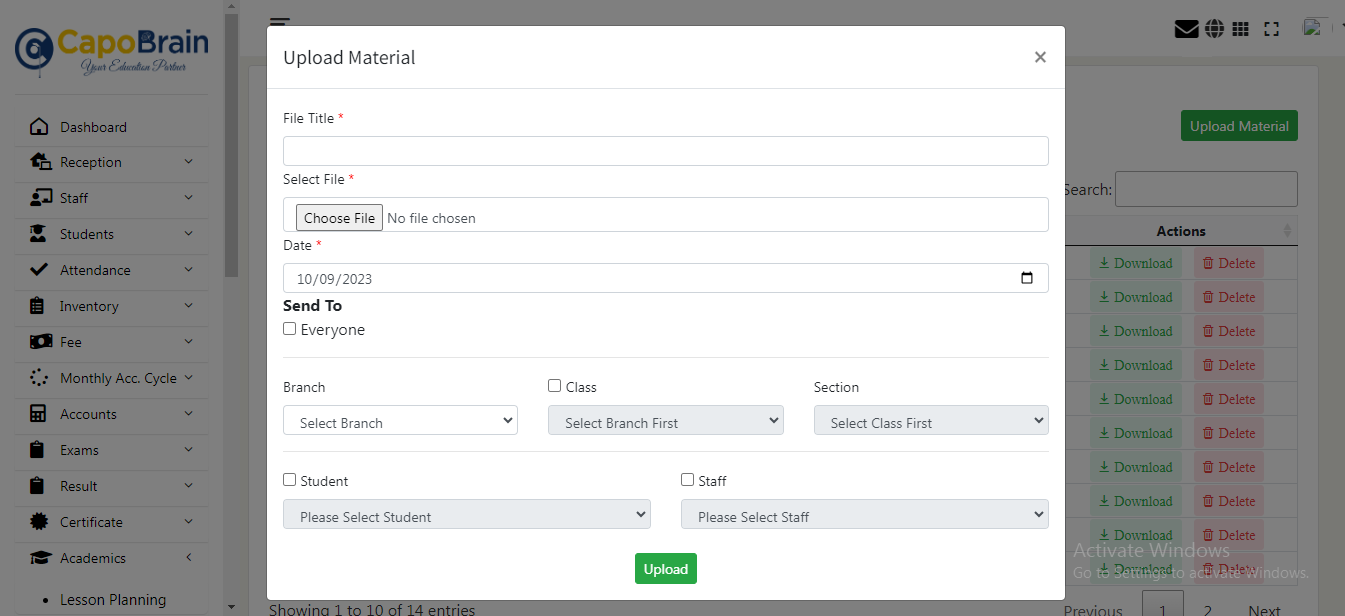 CapoBrain
Your Education Partner
Dashboard
Reception
Staff
Students
Attendance
Inventory
Fee
Monthly Acc. Cycle
Accounts
Exams
Result
Certificate
Academics
Lesson Planning
Upload Material
×
File Title *
Select File *
Choose File No file chosen
Date *
10/09/2023
Send To
Everyone
Branch
Class
Section
Select Branch
Select Branch First
Select Class First
Student
Staff
Please Select Student
Please Select Staff
Upload
Upload Material
Search:
Actions
Download Delete
Download Delete
Download Delete
Download Delete
Download Delete
Download Delete
Download Delete
Download Delete
Download Delete
Download Delete
Activate Windows
Go to Settings to activate Windows.
Showing 1 to 10 of 14 entries
Previous 1 2 Next